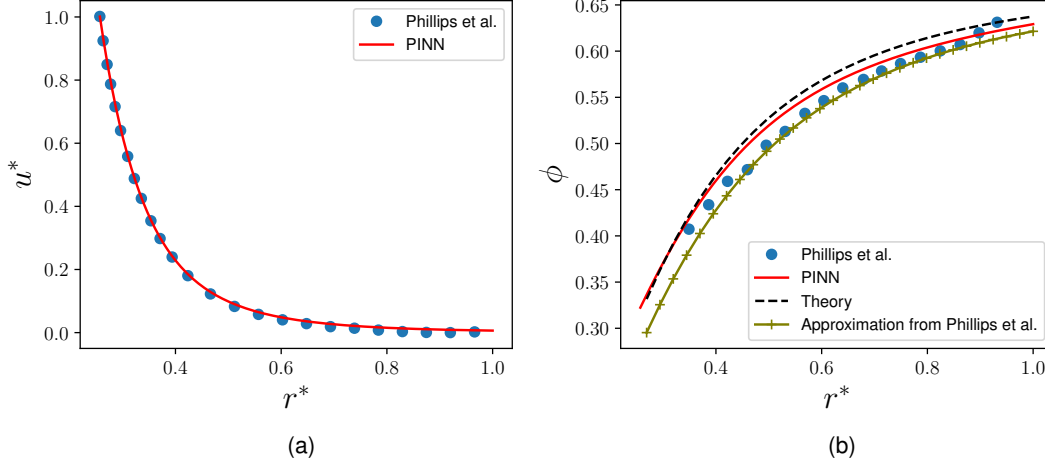 1.0
0.8
0.6
0.4
0.2
0.0
u*
0.4 0.6 0.8 1.0
r*
Phillips et al.
PINN
(a)
0.65
0.60
0.55
0.50
0.45
0.40
0.35
0.30
ϕ
0.4 0.6 0.8 1.0
r*
Phillips et al.
PINN
Theory
Approximation from Phillips et al.
(b)